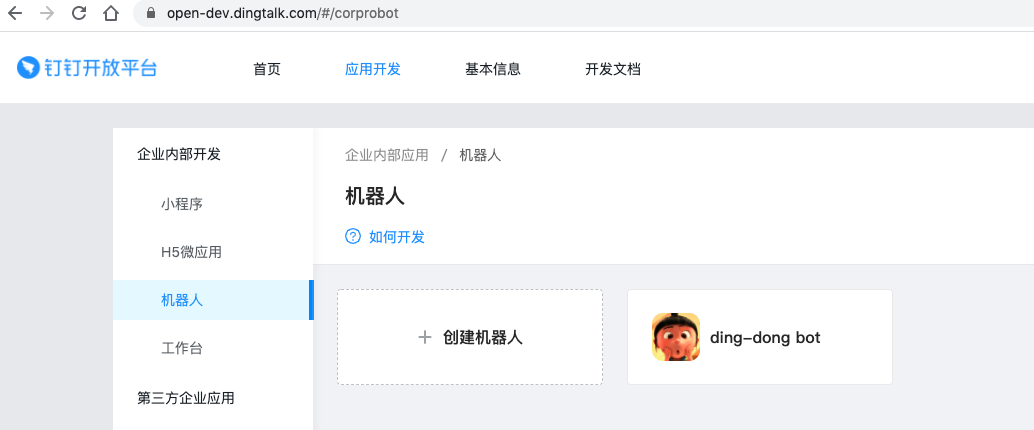 open-dev.dingtalk.com/#/corprobot
钉钉开放平台 首页 应用开发 基本信息 开发文档
企业内部开发
小程序
H5微应用
机器人
工作台
第三方企业应用
企业内部应用 / 机器人
机器人
如何开发
创建机器人
ding-dong bot